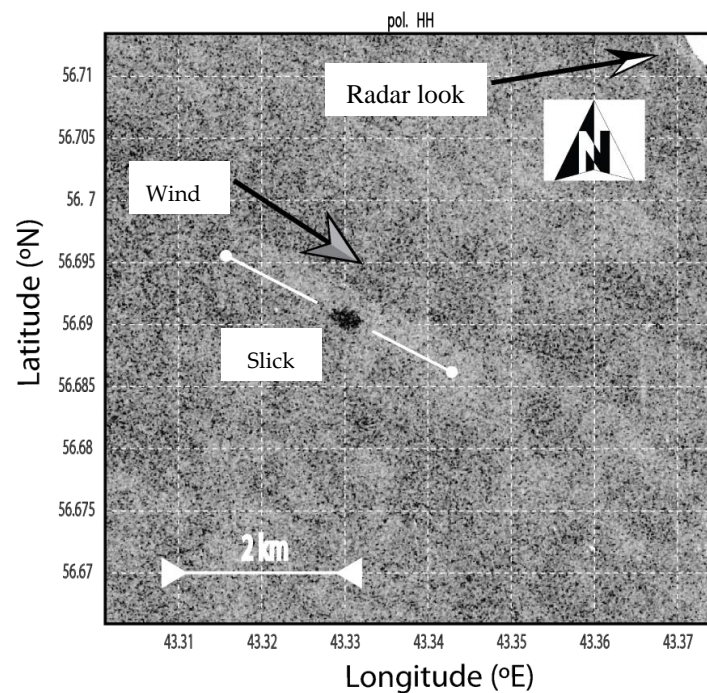 pol. HH
56.71
56.705
56.7
56.695
56.69
56.685
56.68
56.675
56.67
Latitude (ºN)
Radar look
N
Wind
Slick
2 km
43.31 43.32 43.33 43.34 43.35 43.36 43.37
Longitude (ºE)